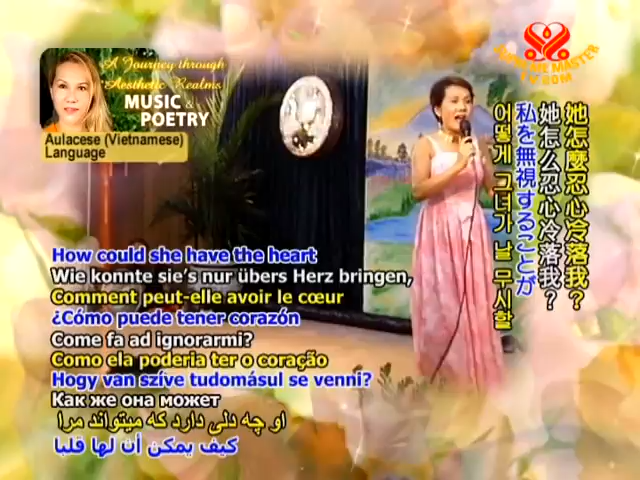 A Journey through
Aesthetic Realms
MUSIC &
POETRY
Aulacese (Vietnamese)
Language
SUPREME MASTER
TV.COM
她怎麼忍心冷落我?
她怎么忍心冷落我?
私を無視することが
어떻게 그녀가 날 무시할
How could she have the heart
Wie konnte sie's nur übers Herz bringen,
Comment peut-elle avoir le cœur
¿Cómo puede tener corazón
Come fa ad ignorarmi?
Como ela poderia ter o coração
Hogy van szíve tudomásul se venni?
Как же она может
او چه دلی دارد که میتواند مرا
كيف يمكن أن لها قلبا